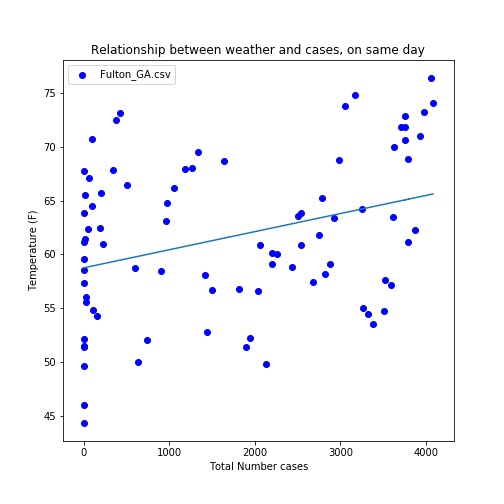 Relationship between weather and cases, on same day
Fulton_GA.csv
75
70
65
60
55
50
45
Temperature (F)
0 1000 2000 3000 4000
Total Number cases